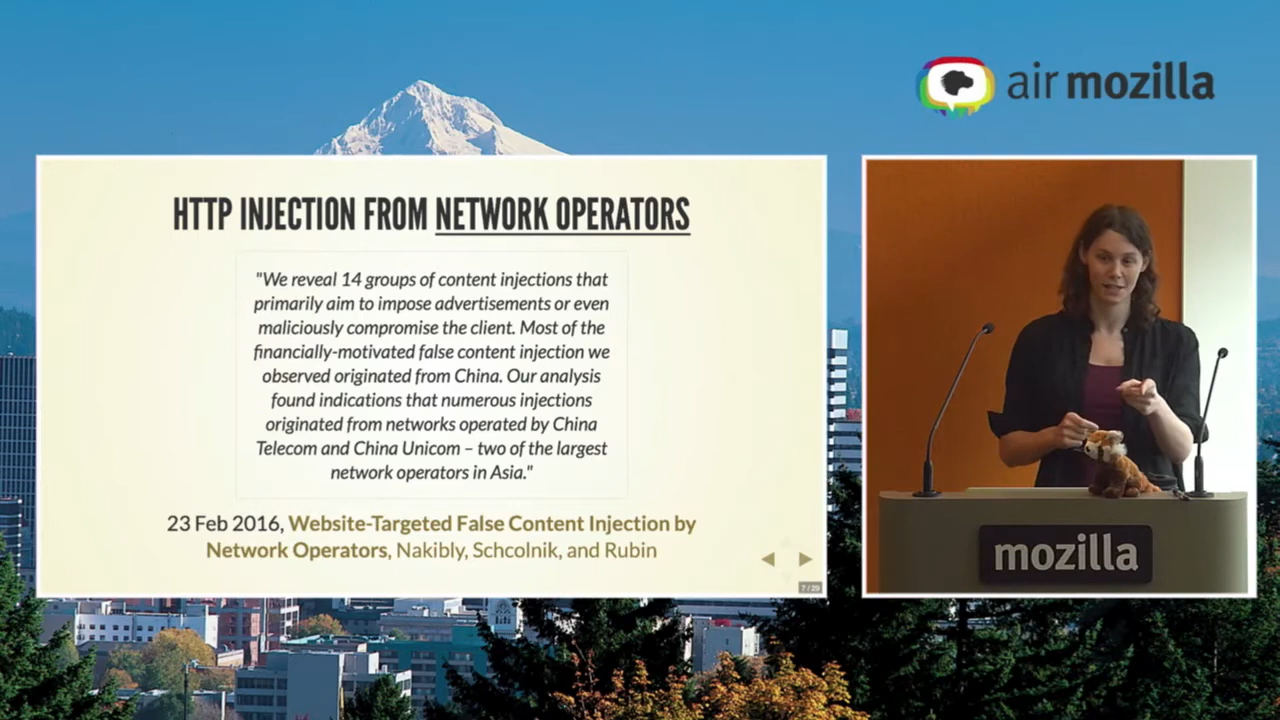 air mozilla
HTTP INJECTION FROM NETWORK OPERATORS
"We reveal 14 groups of content injections that
primarily aim to impose advertisements or even
maliciously compromise the client. Most of the
financially-motivated false content injection we
observed originated from China. Our analysis
found indications that numerous injections
originated from networks operated by China
Telecom and China Unicom – two of the largest
network operators in Asia."
23 Feb 2016, Website-Targeted False Content Injection by
Network Operators, Nakibly, Schcolnik, and Rubin
7 / 29
mozilla